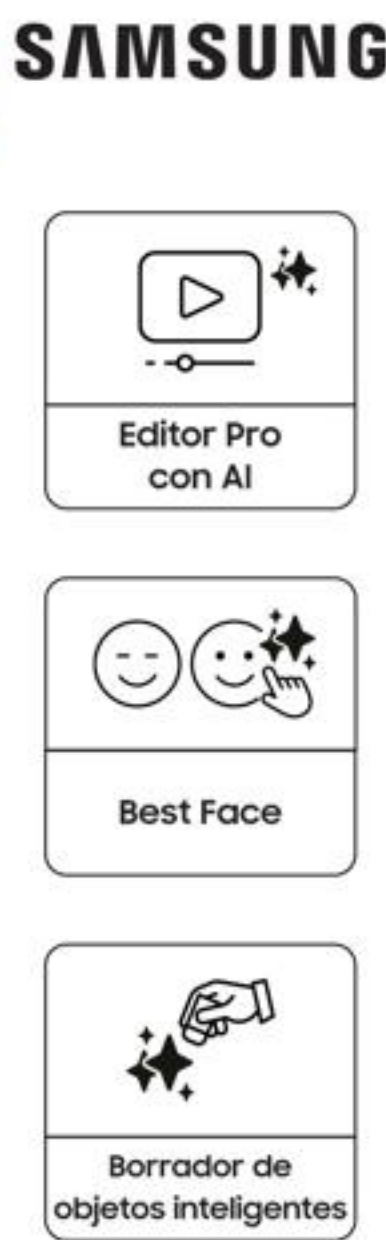 SAMSUNG
Editor Pro
con AI
Best Face
Borrador de
objetos inteligentes